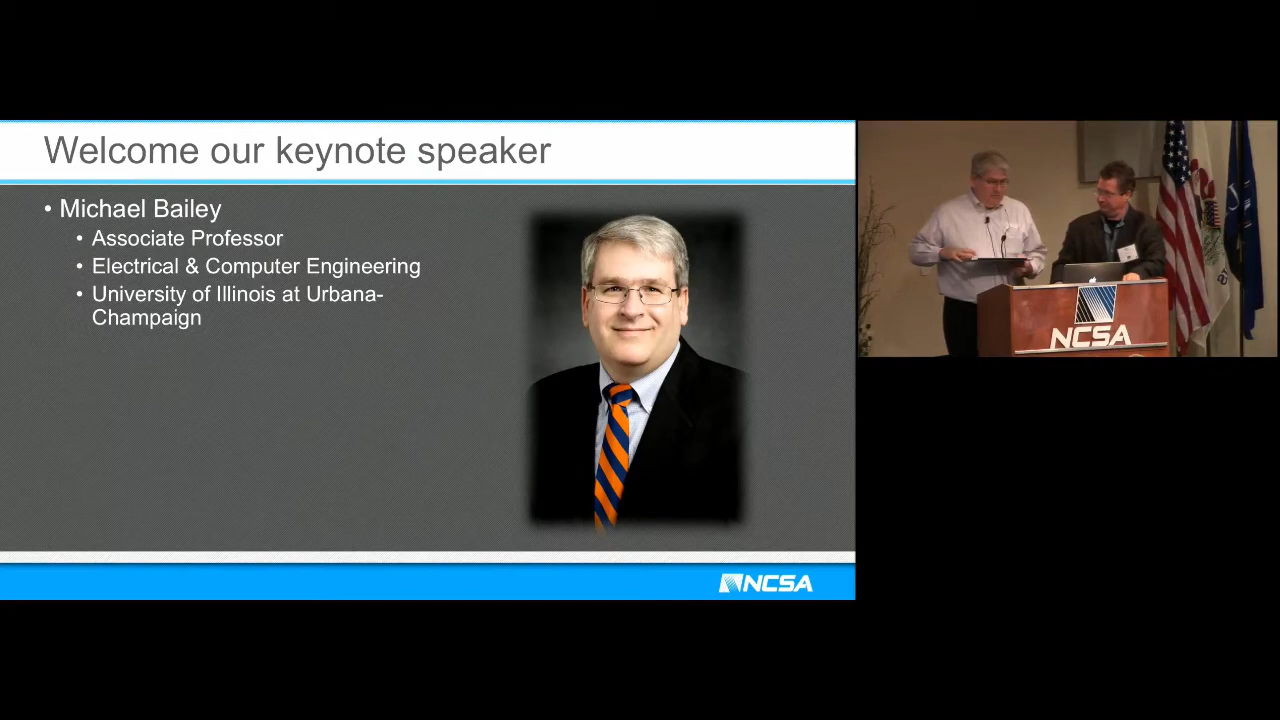 Welcome our keynote speaker
• Michael Bailey
• Associate Professor
• Electrical & Computer Engineering
• University of Illinois at Urbana-
Champaign
NCSA
NCSA